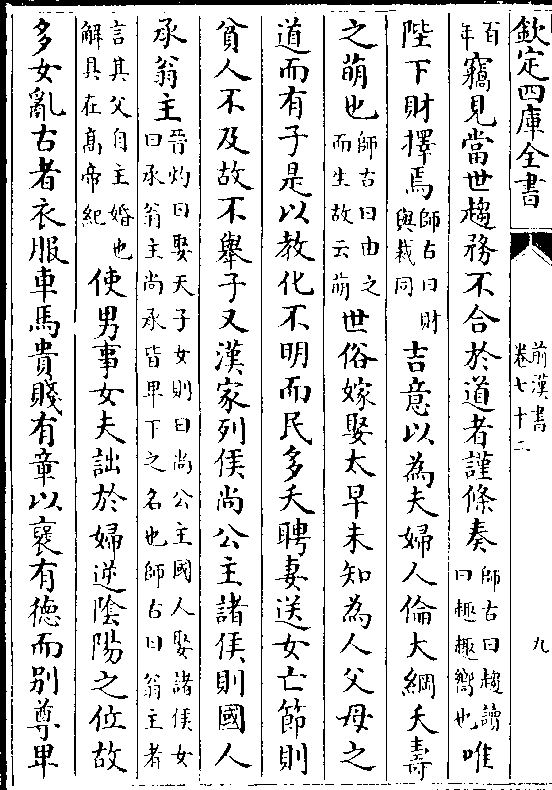 欽定四庫全書
前漢書
卷七十二
九
百年竊見當世趨務不合於道者謹條奏師古曰趨讀曰趣趣嚮也唯
陛下財擇焉師古曰財與裁同吉意以為夫婦人倫大綱夭壽
之萌也師古曰由之而生故云萌世俗嫁娶太早未知為人父母之
道而有子是以教化不明而民多夭聘妻送女亡節則
貧人不及故不舉子又漢家列侯尚公主諸侯則國人
承翁主晉灼曰娶天子女則曰尚公主國人娶諸侯女曰承翁主尚承皆卑下之名也師古曰翁主者
言其父自主婚也解具在高帝紀使男事女夫詘於婦逆陰陽之位故
多女亂古者衣服車馬貴賤有章以襃有德而別尊卑